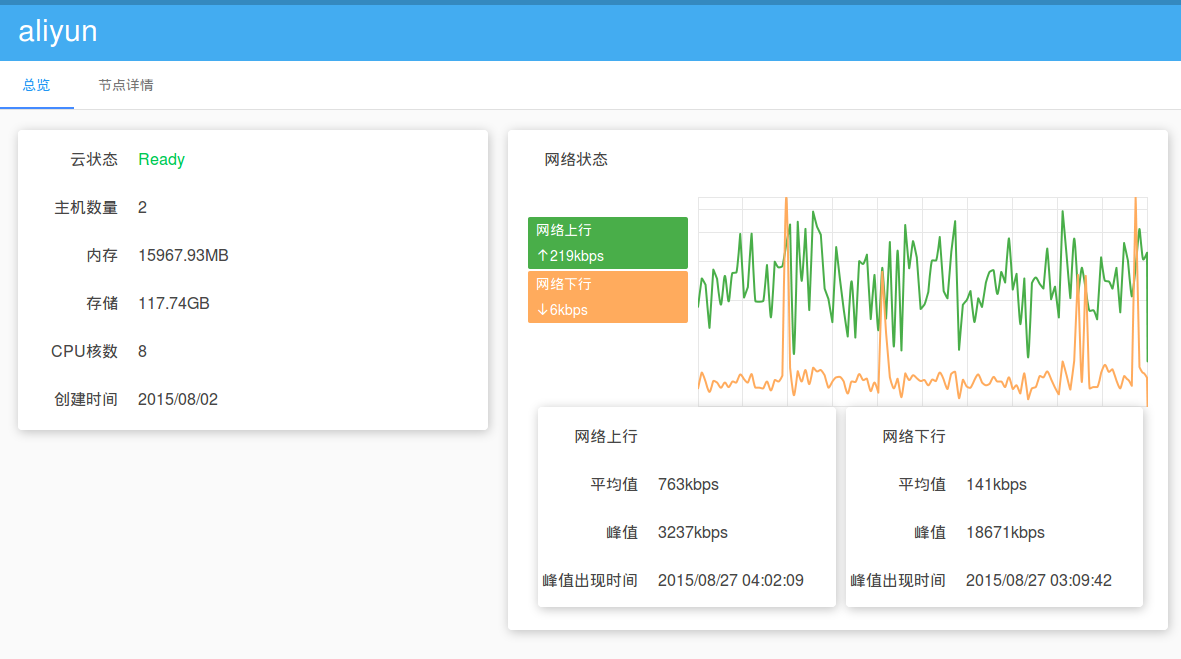 aliyun
总览 节点详情
云状态 Ready
主机数量 2
内存 15967.93MB
存储 117.74GB
CPU核数 8
创建时间 2015/08/02
网络状态
网络上行
↑219kbps
网络下行
↓6kbps
网络上行
平均值 763kbps
峰值 3237kbps
峰值出现时间 2015/08/27 04:02:09
网络下行
平均值 141kbps
峰值 18671kbps
峰值出现时间 2015/08/27 03:09:42